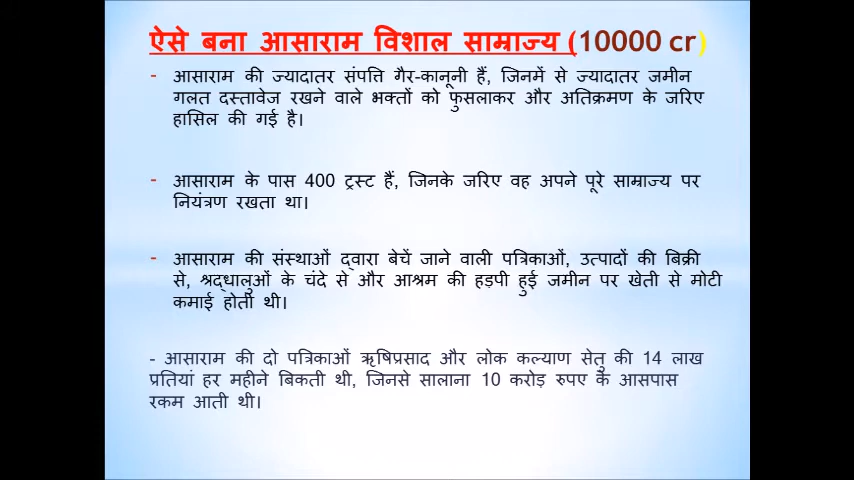 ऐसे बना आसाराम विशाल साम्राज्य (10000 cr)
- आसाराम की ज्यादातर संपत्ति गैर-कानूनी हैं, जिनमें से ज्यादातर जमीन
गलत दस्तावेज रखने वाले भक्तों को फुसलाकर और अतिक्रमण के जरिए
हासिल की गई है।
- आसाराम के पास 400 ट्रस्ट हैं, जिनके जरिए वह अपने पूरे साम्राज्य पर
नियंत्रण रखता था।
- आसाराम की संस्थाओं द्वारा बेचें जाने वाली पत्रिकाओं, उत्पादों की बिक्री
से, श्रद्धालुओं के चंदे से और आश्रम की हड़पी हुई जमीन पर खेती से मोटी
कमाई होती थी।
- आसाराम की दो पत्रिकाओं ऋषिप्रसाद और लोक कल्याण सेतु की 14 लाख
प्रतियां हर महीने बिकती थी, जिनसे सालाना 10 करोड़ रुपए के आसपास
रकम आती थी।